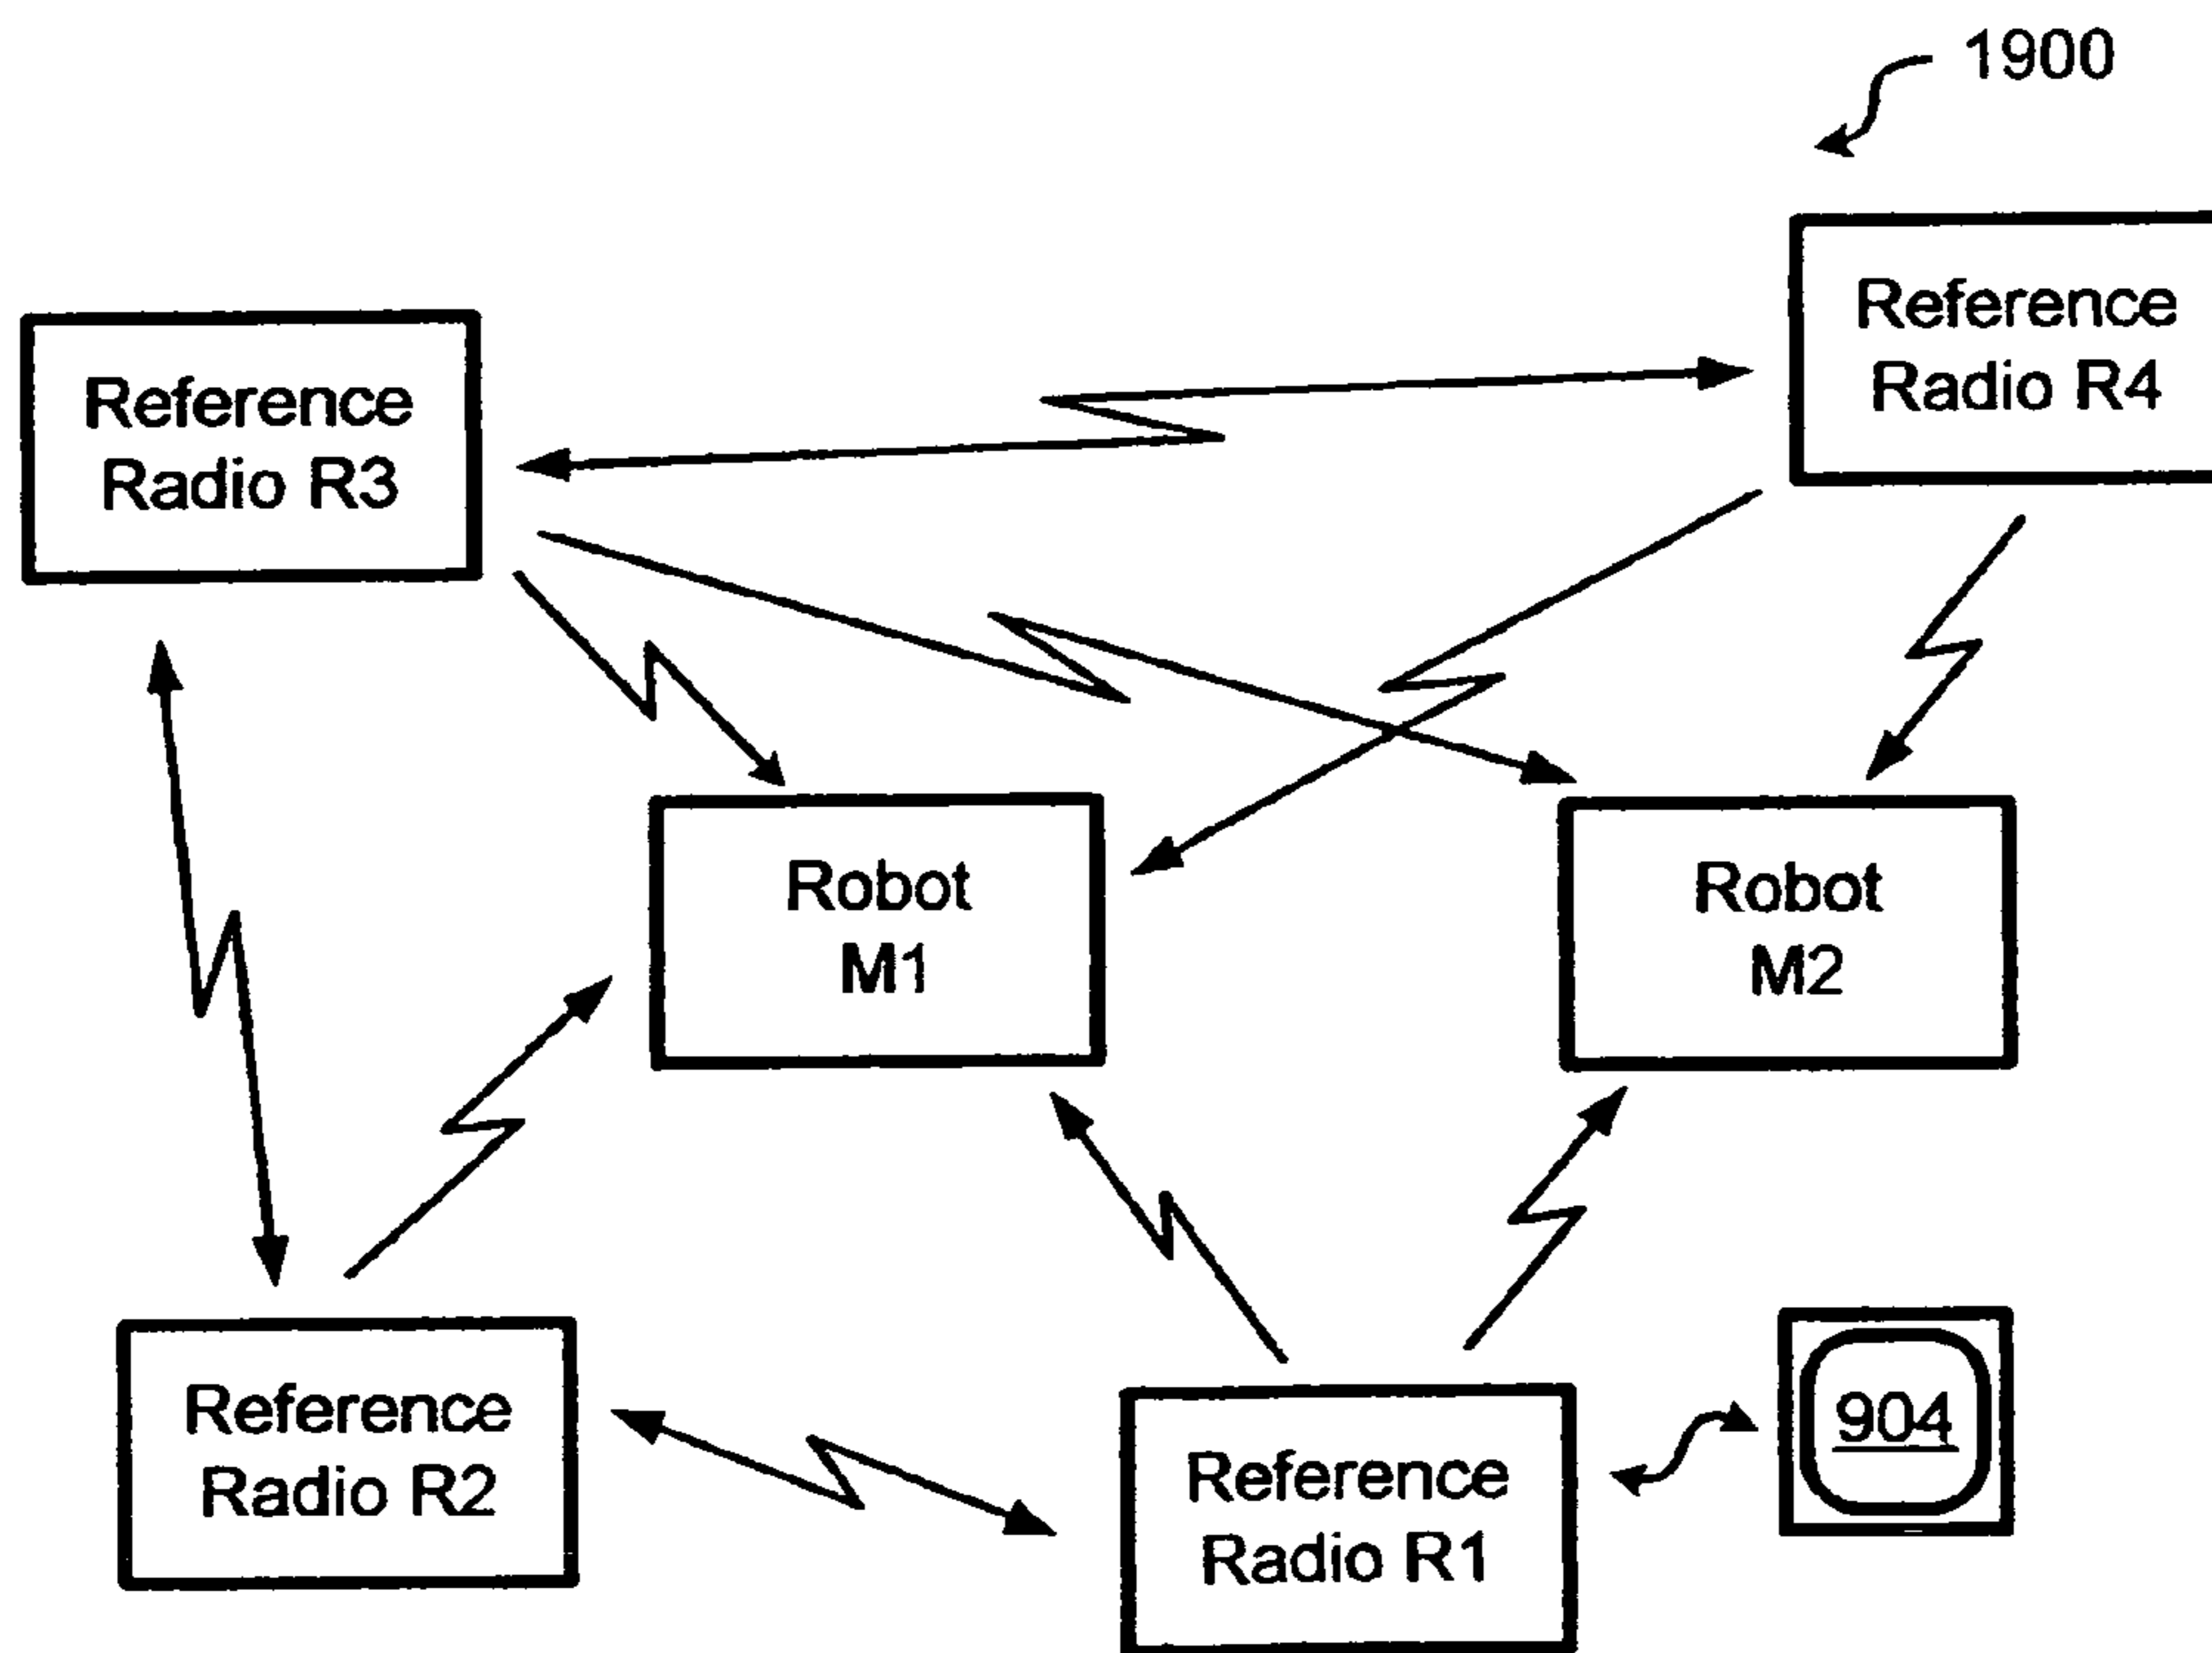 1900
Reference
Radio R4
Reference
Radio R3
Robot
M1
Robot
M2
Reference
Radio R2
Reference
Radio R1
904